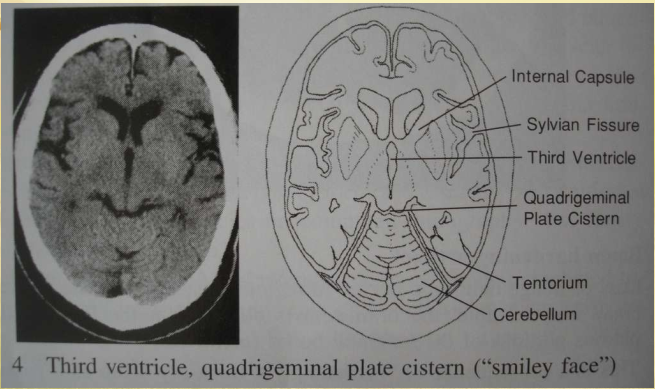 Internal Capsule
Sylvian Fissure
Third Ventricle
Quadrigeminal
Plate Cistern
Tentorium
Cerebellum
4 Third ventricle, quadrigeminal plate cistern (“smiley face”)